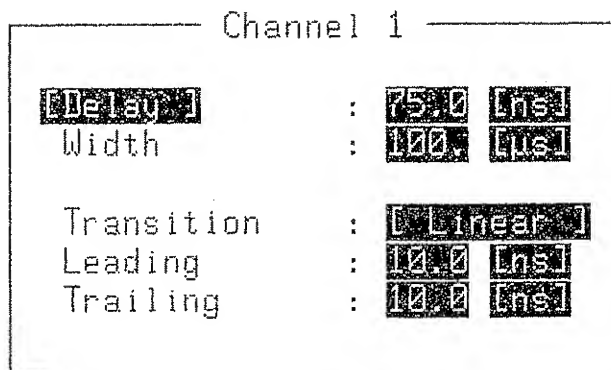 Channel 1
[Delay ] : 75.0 [ns]
Width : 100. [µs]
Transition : [ Linear ]
Leading : 10.0 [ns]
Trailing : 10.0 [ns]